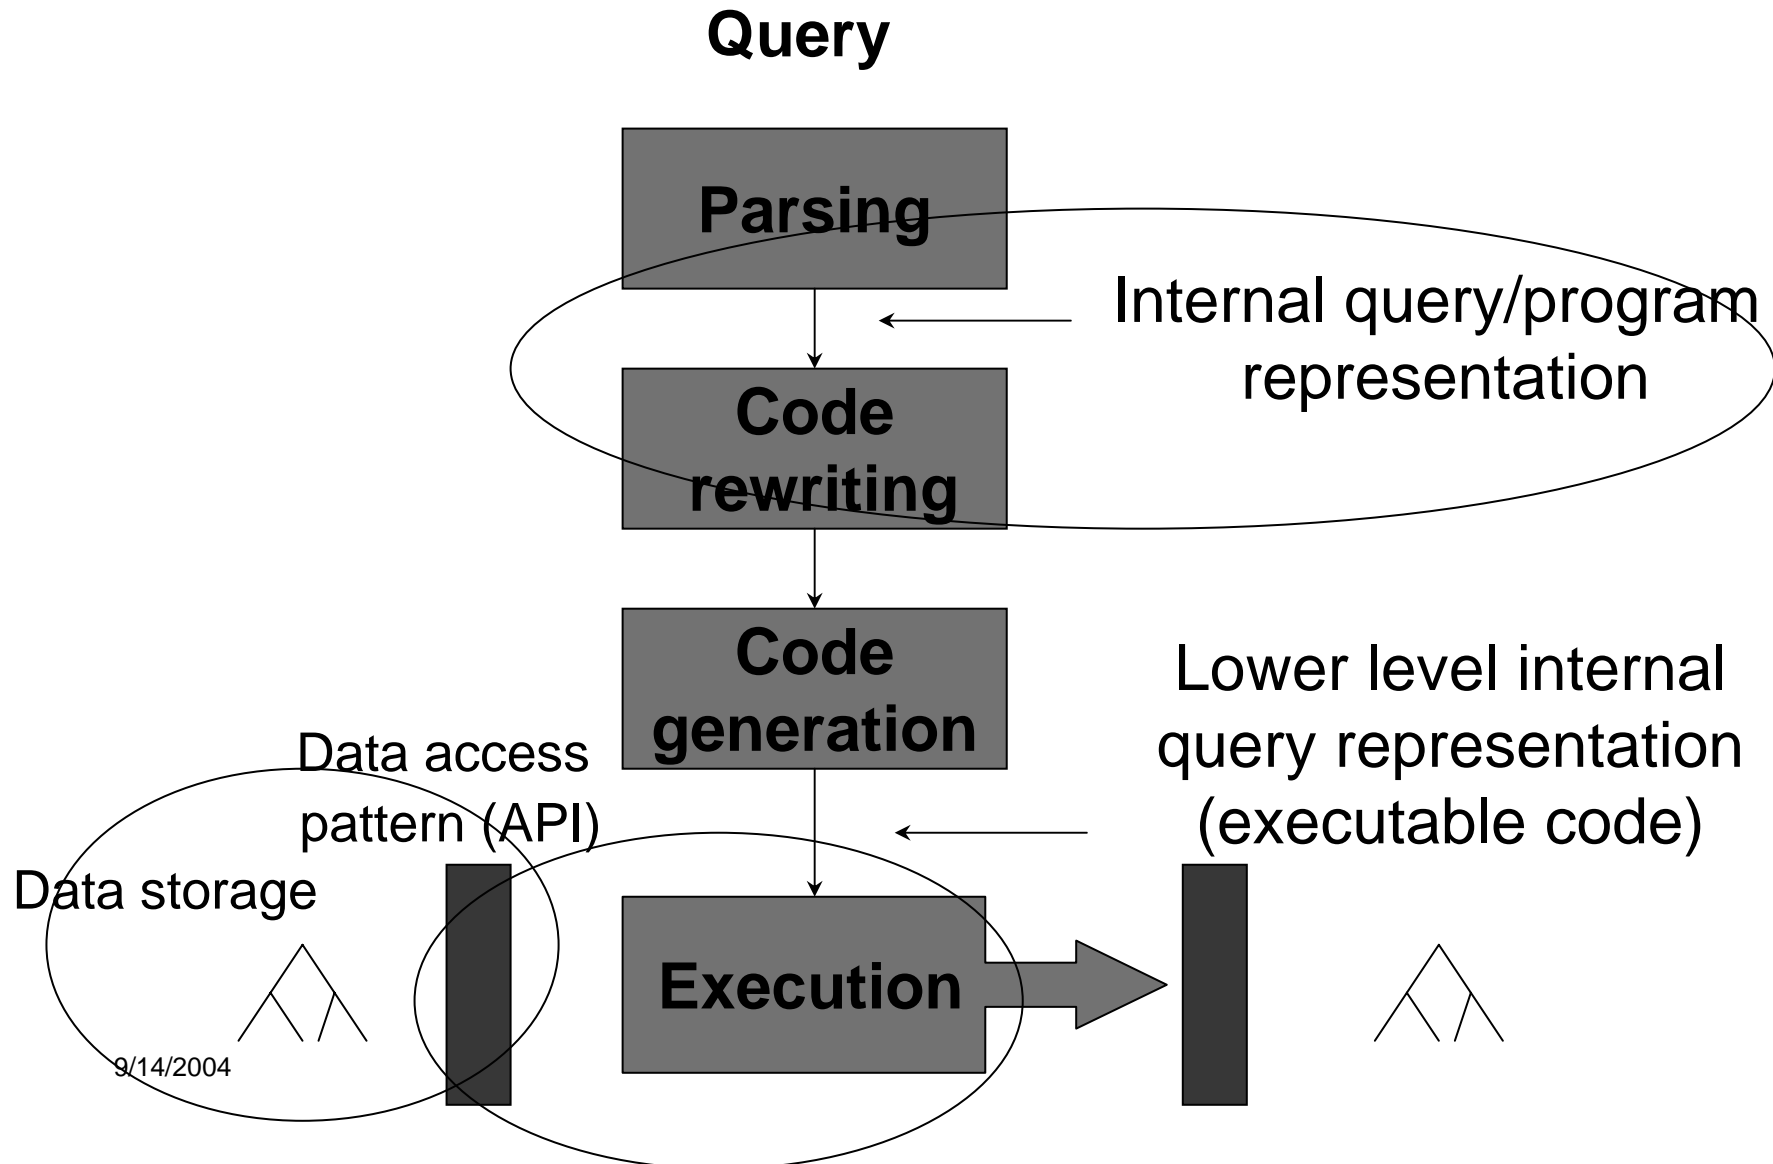 Query
Parsing
Internal query/program
representation
Code
rewriting
Code
generation
Lower level internal
query representation
(executable code)
Data access
pattern (API)
Data storage
Execution
9/14/2004